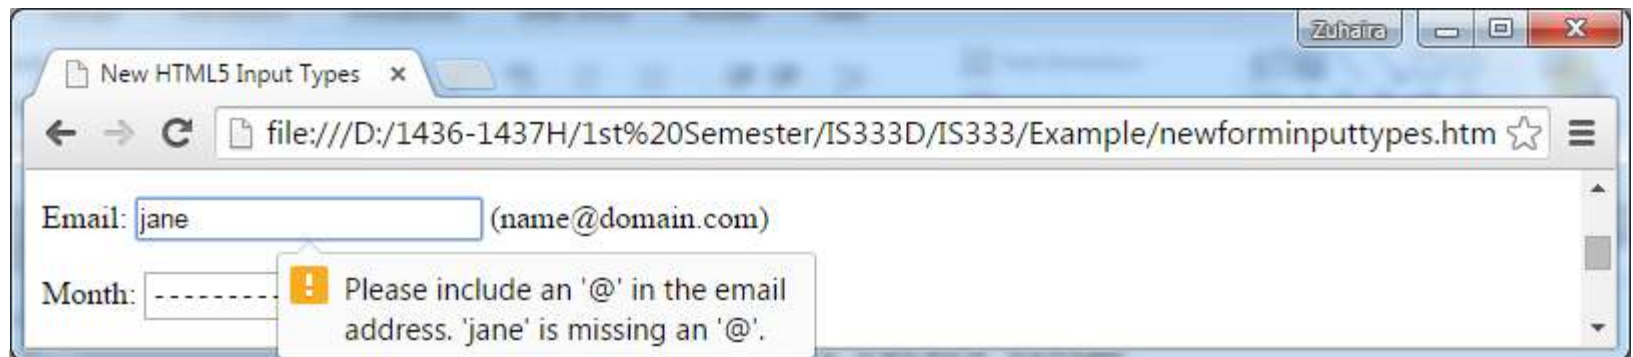 Zuhaira
New HTML5 Input Types
file:///D:/1436-1437H/1st%20Semester/IS333D/IS333/Example/newforminputtypes.htm
Email: jane (name@domain.com)
Month: ---------
Please include an '@' in the email
address. 'jane' is missing an '@'.